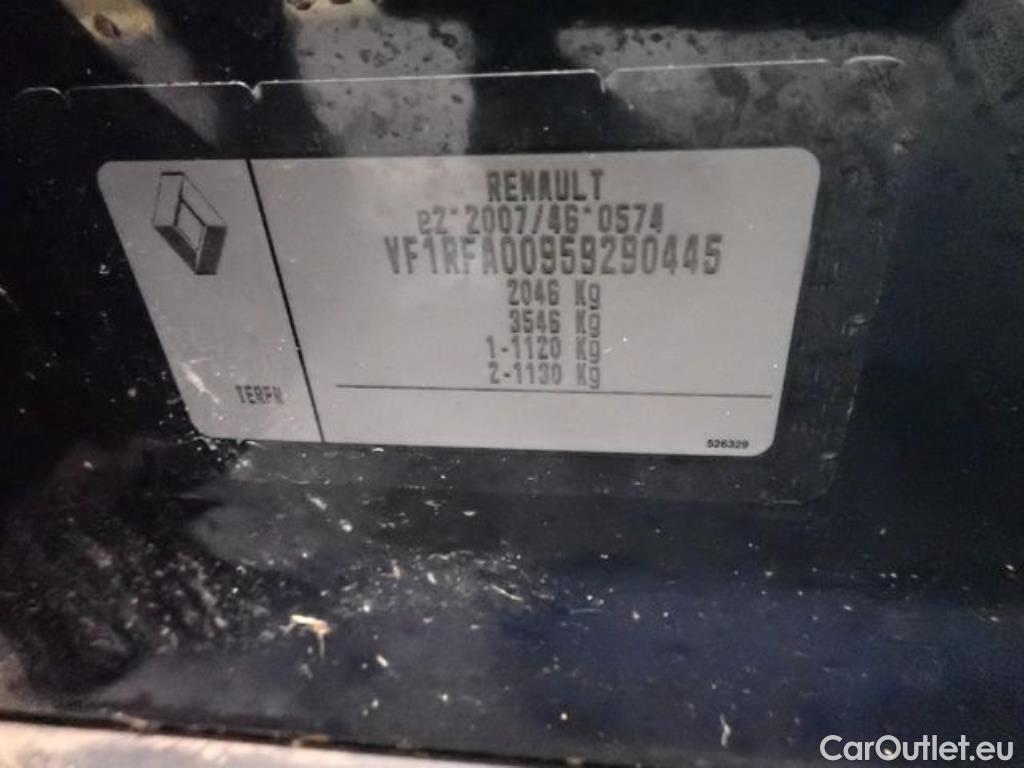 RENAULT
e2*2007/46*0574
VF1RFA00959290445
2046 Kg
3546 Kg
1-1120 Kg
2-1130 Kg
526329
CarOutlet.eu